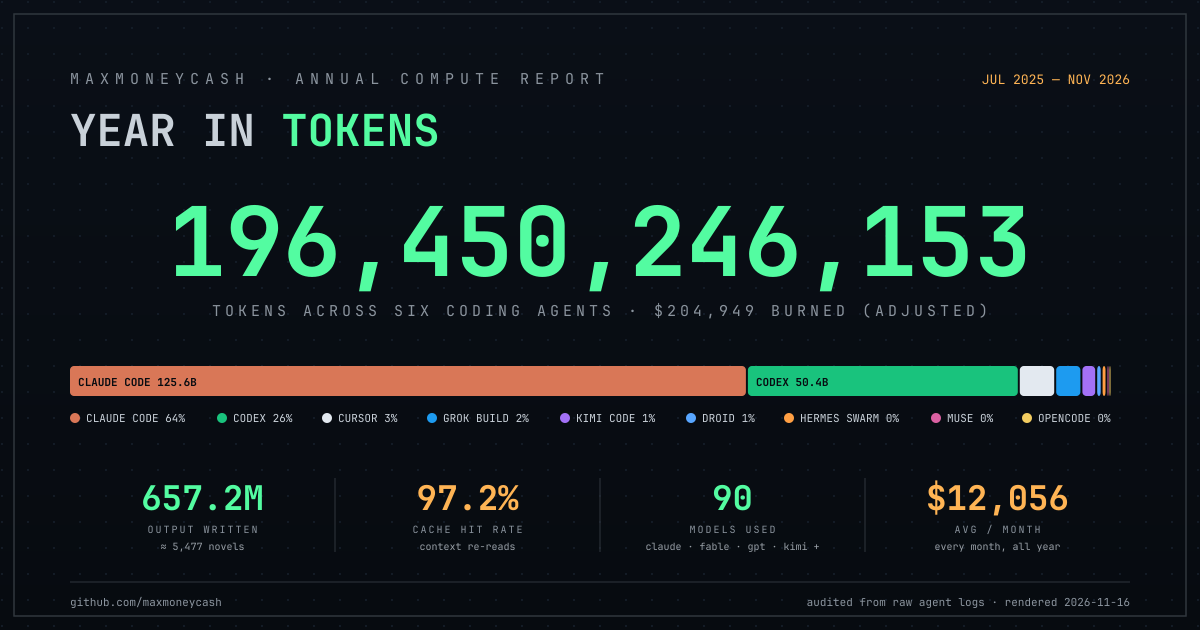 MAXMONEYCASH · ANNUAL COMPUTE REPORT
JUL 2025 — NOV 2026
YEAR IN TOKENS
196,450,246,153
TOKENS ACROSS SIX CODING AGENTS · $204,949 BURNED (ADJUSTED)
CLAUDE CODE 125.6B
CODEX 50.4B
CLAUDE CODE 64%
CODEX 26%
CURSOR 3%
GROK BUILD 2%
KIMI CODE 1%
DROID 1%
HERMES SWARM 0%
MUSE 0%
OPENCODE 0%
657.2M
OUTPUT WRITTEN
≈ 5,477 novels
97.2%
CACHE HIT RATE
context re-reads
90
MODELS USED
claude · fable · gpt · kimi +
$12,056
AVG / MONTH
every month, all year
github.com/maxmoneycash
audited from raw agent logs · rendered 2026-11-16